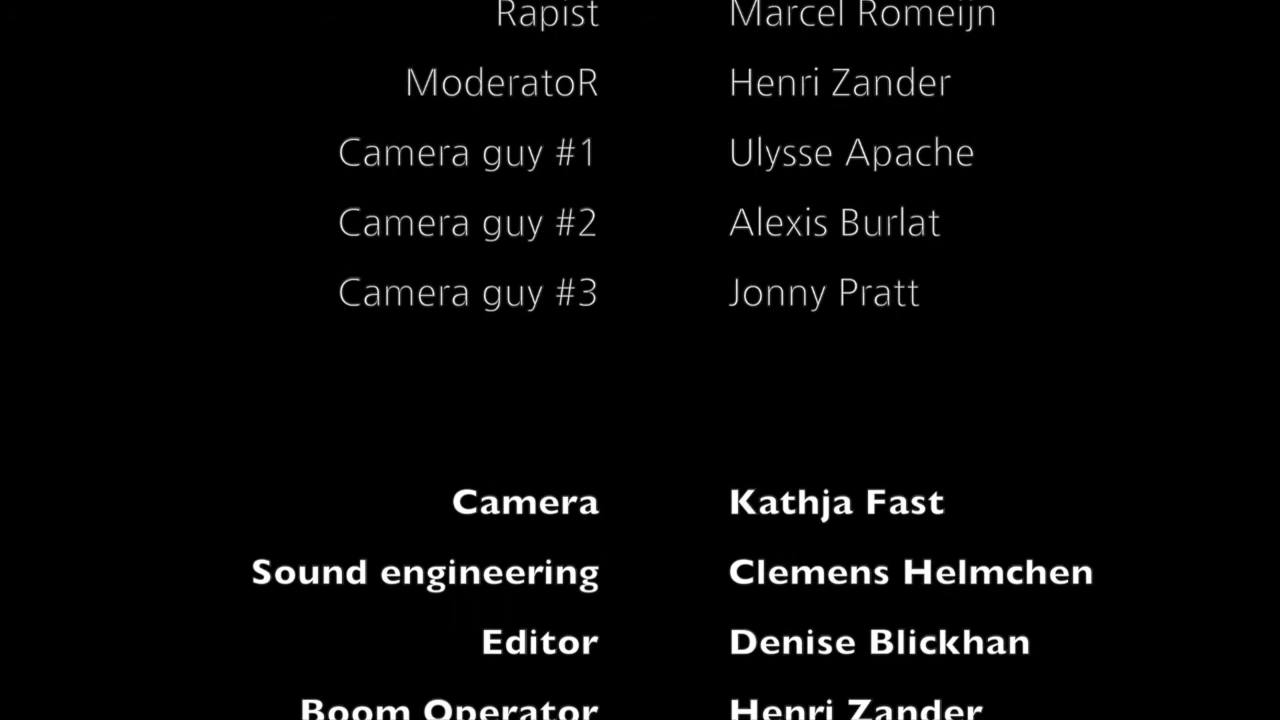 Rapist Marcel Romeijn
ModeratoR Henri Zander
Camera guy #1 Ulysse Apache
Camera guy #2 Alexis Burlat
Camera guy #3 Jonny Pratt
Camera Kathja Fast
Sound engineering Clemens Helmchen
Editor Denise Blickhan
Boom Operator Henri Zander